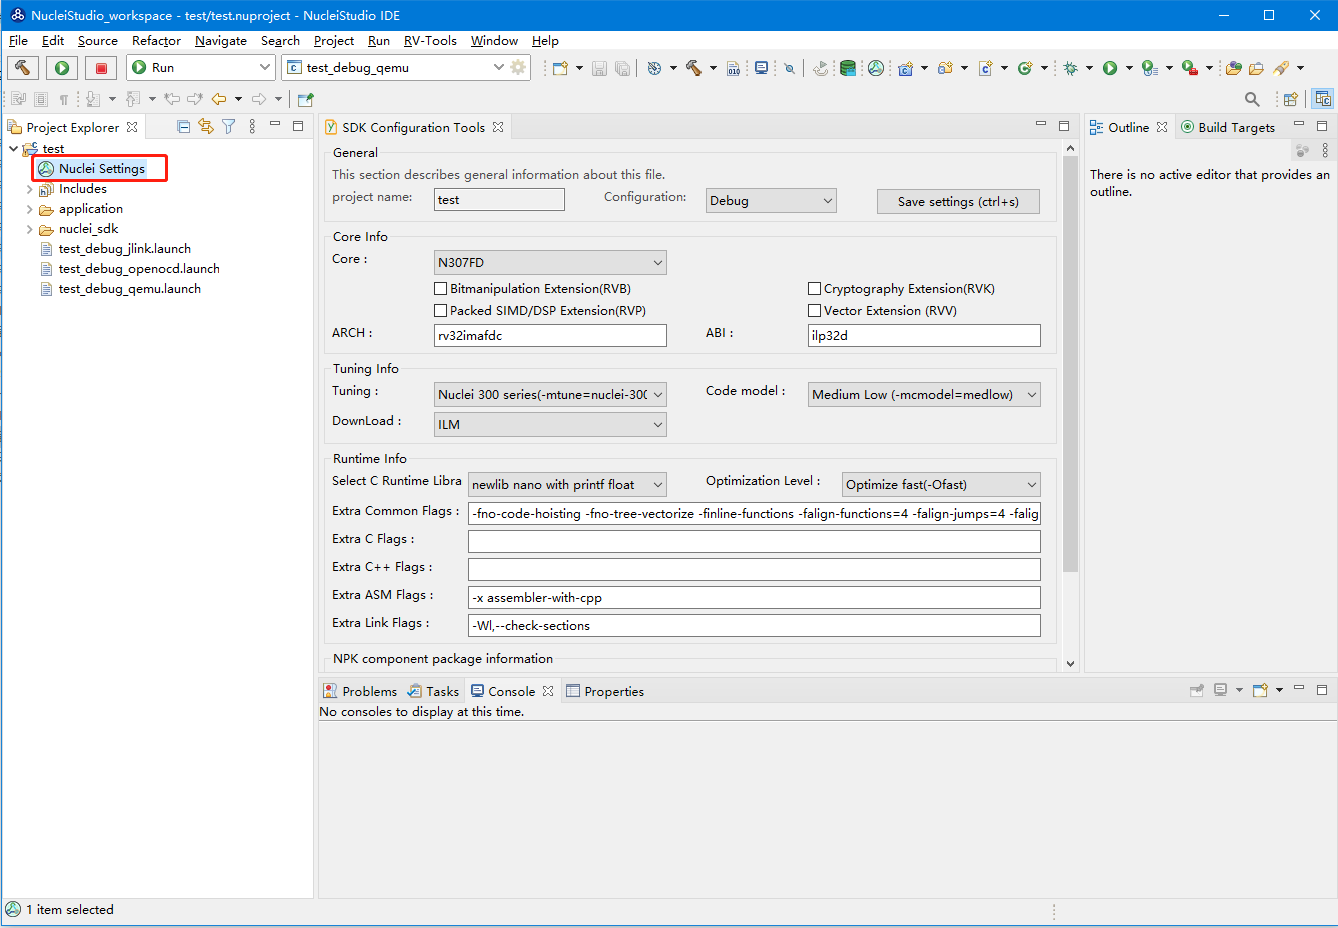 NucleiStudio_workspace - test/test.nuproject - NucleiStudio IDE
File Edit Source Refactor Navigate Search Project Run RV-Tools Window Help
Run test_debug_qemu
Project Explorer
test
Nuclei Settings
Includes
application
nuclei_sdk
test_debug_jlink.launch
test_debug_openocd.launch
test_debug_qemu.launch
SDK Configuration Tools
General
This section describes general information about this file.
project name: test Configuration: Debug Save settings (ctrl+s)
Core Info
Core : N307FD
Bitmanipulation Extension(RVB) Cryptography Extension(RVK)
Packed SIMD/DSP Extension(RVP) Vector Extension (RVV)
ARCH : rv32imafdc ABI : ilp32d
Tuning Info
Tuning : Nuclei 300 series(-mtune=nuclei-300 Code model : Medium Low (-mcmodel=medlow)
DownLoad : ILM
Runtime Info
Select C Runtime Libra newlib nano with printf float Optimization Level : Optimize fast(-Ofast)
Extra Common Flags : -fno-code-hoisting -fno-tree-vectorize -finline-functions -falign-functions=4 -falign-jumps=4 -falig
Extra C Flags :
Extra C++ Flags :
Extra ASM Flags : -x assembler-with-cpp
Extra Link Flags : -Wl,--check-sections
NPK component package information
Outline Build Targets
There is no active editor that provides an
outline.
Problems Tasks Console Properties
No consoles to display at this time.
1 item selected